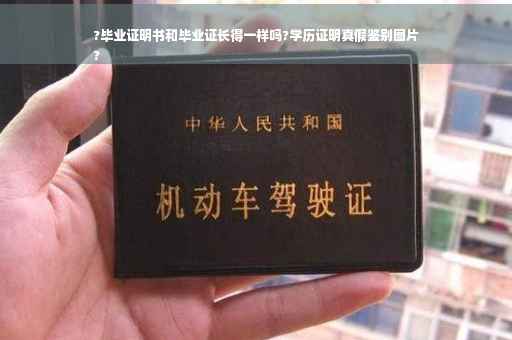 ?毕业证明书和毕业证长得一样吗?学历证明真假鉴别图片
?
中华人民共和国
机动车驾驶证